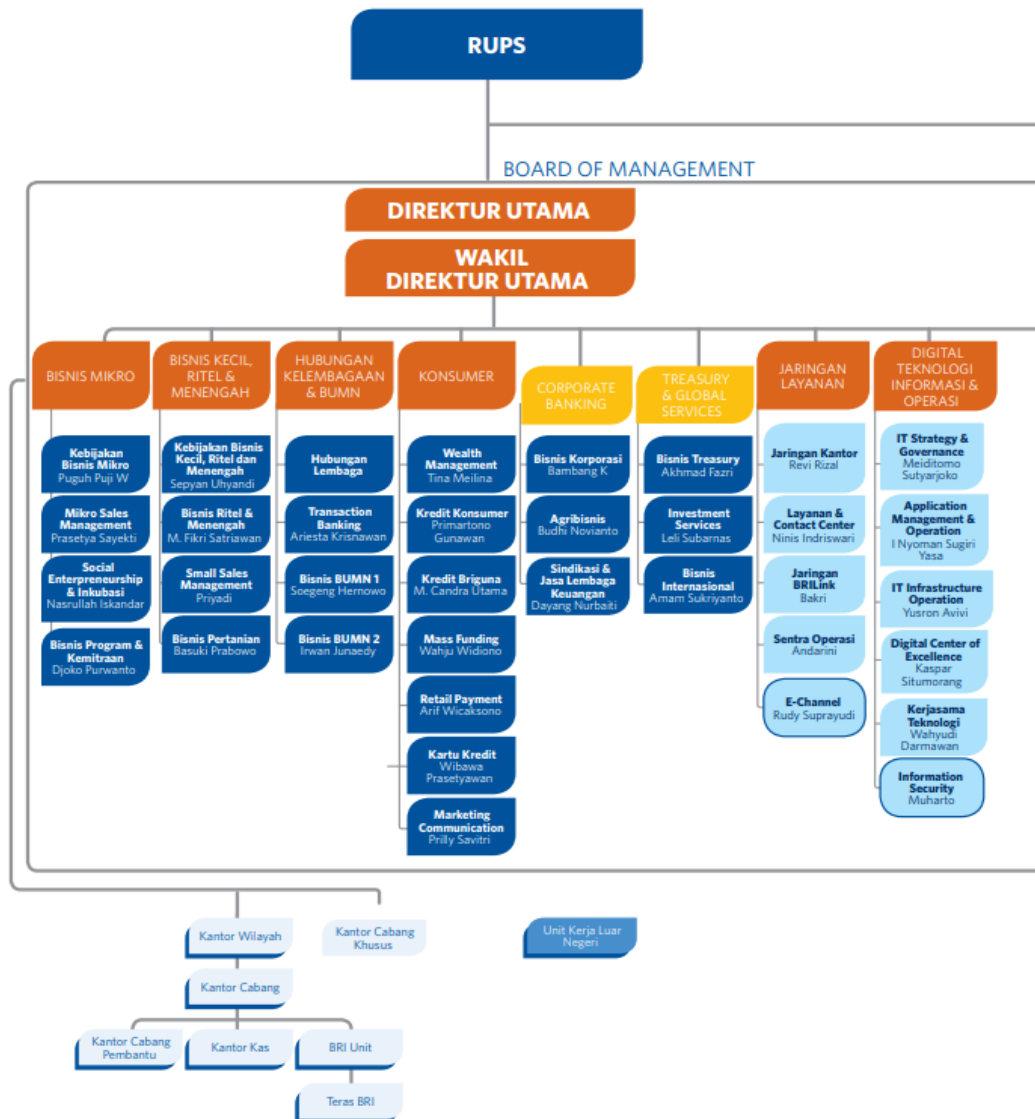 RUPS
BOARD OF MANAGEMENT
DIREKTUR UTAMA
WAKIL
DIREKTUR UTAMA
BISNIS MIKRO
BISNIS KECIL,
RITEL &
MENENGAH
HUBUNGAN
KELEMBAGAAN
& BUMN
KONSUMER
CORPORATE
BANKING
TREASURY
& GLOBAL
SERVICES
JARINGAN
LAYANAN
DIGITAL
TEKNOLOGI
INFORMASI &
OPERASI
Kebijakan
Bisnis Mikro
Puguh Puji W
Mikro Sales
Management
Prasetya Sayekti
Social
Enterpreneurship
& Inkubasi
Nasrullah Iskandar
Bisnis Program &
Kemitraan
Djoko Purwanto
Kebijakan Bisnis
Kecil, Ritel dan
Menengah
Sepyan Uhyandi
Bisnis Ritel &
Menengah
M. Fikri Satriawan
Small Sales
Management
Priyadi
Bisnis Pertanian
Basuki Prabowo
Hubungan
Lembaga
Transaction
Banking
Ariesta Krisnawan
Bisnis BUMN 1
Soegeng Hernowo
Bisnis BUMN 2
Irwan Junaedy
Wealth
Management
Tina Meilina
Kredit Konsumer
Primartono
Gunawan
Kredit Briguna
M. Candra Utama
Mass Funding
Wahju Widiono
Retail Payment
Arif Wicaksono
Kartu Kredit
Wibawa
Prasetyawan
Marketing
Communication
Prilly Savitri
Bisnis Korporasi
Bambang K
Agribisnis
Budhi Novianto
Sindikasi &
Jasa Lembaga
Keuangan
Dayang Nurbaiti
Bisnis Treasury
Akhmad Fazri
Investment
Services
Leli Subarnas
Bisnis
Internasional
Amam Sukriyanto
Jaringan Kantor
Revi Rizal
Layanan &
Contact Center
Ninis Indriswari
Jaringan
BRILink
Bakri
Sentra Operasi
Andarini
E-Channel
Rudy Suprayudi
IT Strategy &
Governance
Meiditomo
Sutyarjoko
Application
Management &
Operation
I Nyoman Sugiri
Yasa
IT Infrastructure
Operation
Yusron Avivi
Digital Center of
Excellence
Kaspar
Situmorang
Kerjasama
Teknologi
Wahyudi
Darmawan
Information
Security
Muharto
Kantor Wilayah
Kantor Cabang
Khusus
Unit Kerja Luar
Negeri
Kantor Cabang
Kantor Cabang
Pembantu
Kantor Kas
BRI Unit
Teras BRI